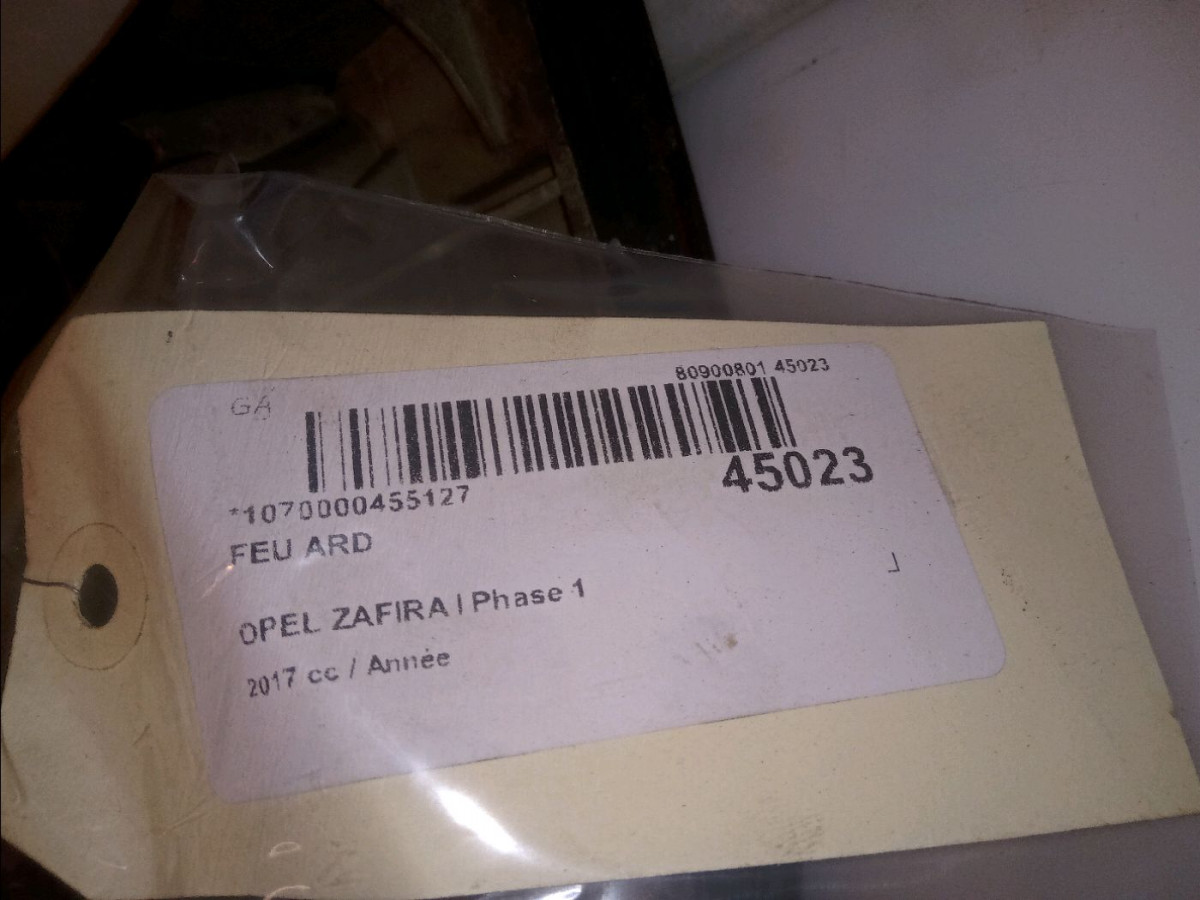 80900801 45023
GA
45023
*1070000455127
FEU ARD
OPEL ZAFIRA I Phase 1
2017 cc / Année